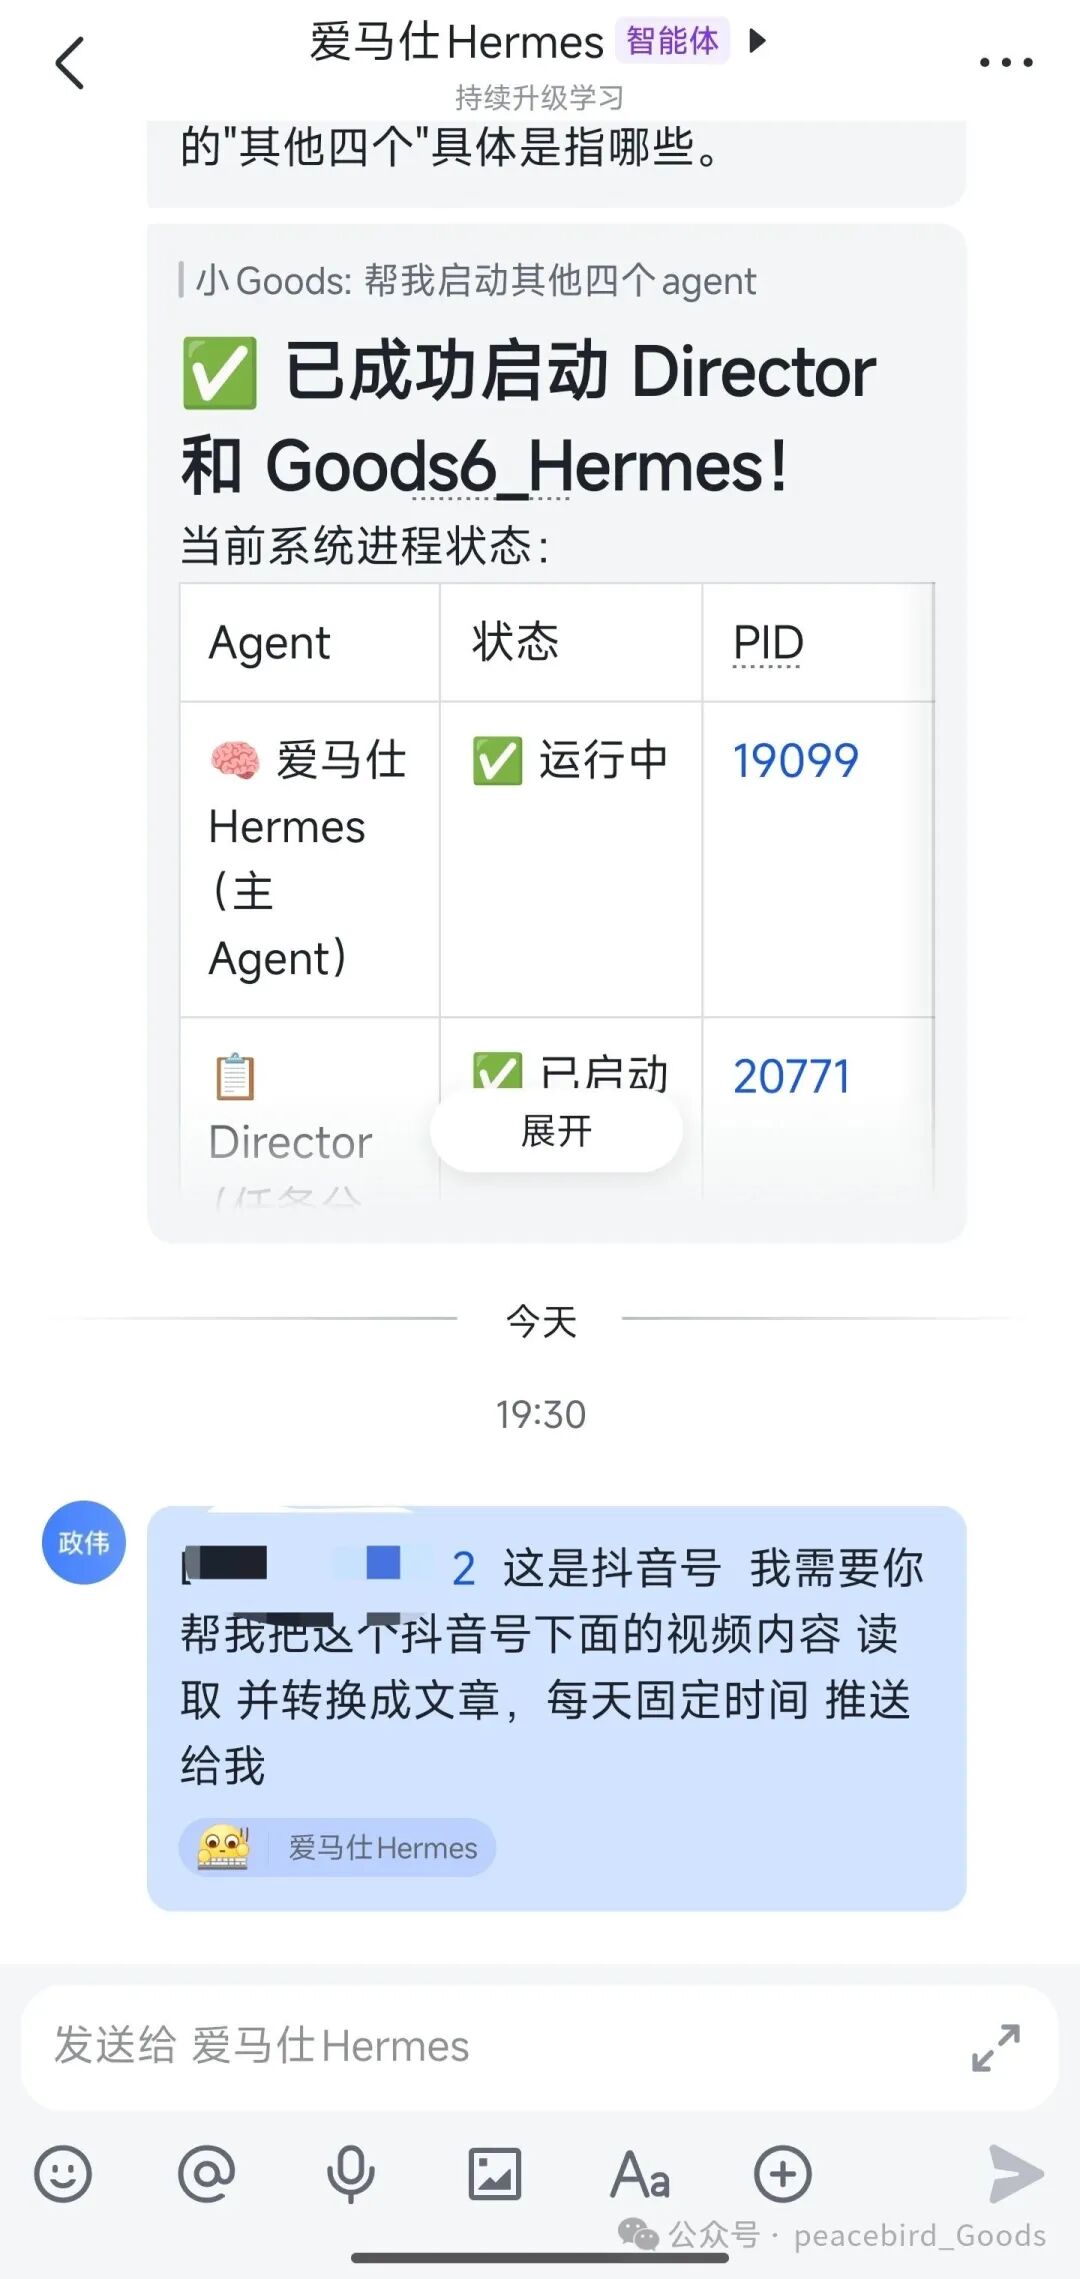 爱马仕Hermes 智能体
持续升级学习
的"其他四个"具体是指哪些。
小Goods: 帮我启动其他四个agent
✅ 已成功启动 Director
和 Goods6_Hermes！
当前系统进程状态：
Agent 状态 PID
🧠 爱马仕 ✅ 运行中 19099
Hermes
（主
Agent）
📋 ✅ 已启动 20771
Director
展开
今天
19:30
政伟
2 这是抖音号 我需要你
帮我把这个抖音号下面的视频内容 读
取 并转换成文章，每天固定时间 推送
给我
爱马仕Hermes
发送给 爱马仕Hermes
Aa
公众号 · peacebird_Goods